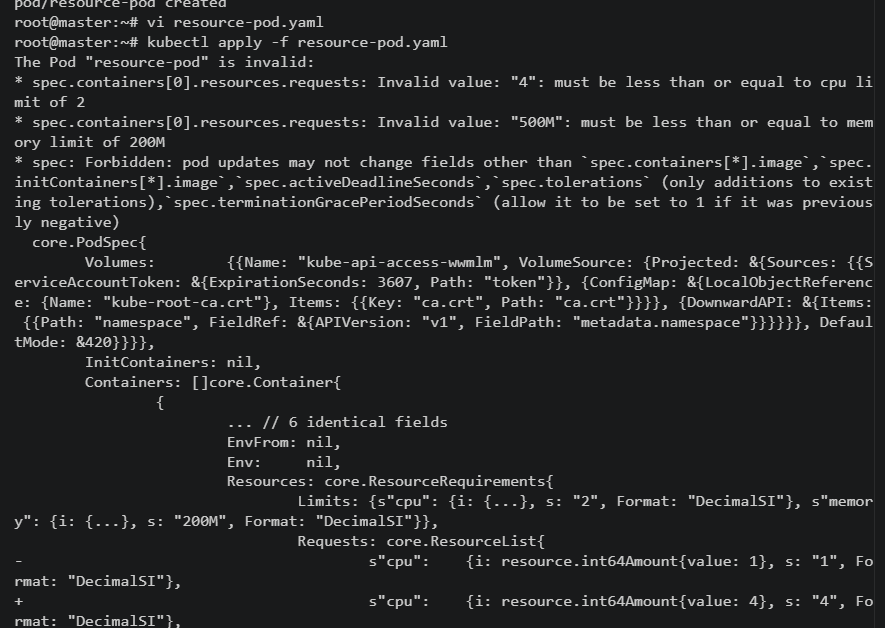 pod/resource-pod created
root@master:~# vi resource-pod.yaml
root@master:~# kubectl apply -f resource-pod.yaml
The Pod "resource-pod" is invalid:
* spec.containers[0].resources.requests: Invalid value: "4": must be less than or equal to cpu li
mit of 2
* spec.containers[0].resources.requests: Invalid value: "500M": must be less than or equal to mem
ory limit of 200M
* spec: Forbidden: pod updates may not change fields other than `spec.containers[*].image`,`spec.
initContainers[*].image`,`spec.activeDeadlineSeconds`,`spec.tolerations` (only additions to exist
ing tolerations),`spec.terminationGracePeriodSeconds` (allow it to be set to 1 if it was previous
ly negative)
  core.PodSpec{
        Volumes:        {{Name: "kube-api-access-wwmlm", VolumeSource: {Projected: &{Sources: {{S
erviceAccountToken: &{ExpirationSeconds: 3607, Path: "token"}}, {ConfigMap: &{LocalObjectReferenc
e: {Name: "kube-root-ca.crt"}, Items: {{Key: "ca.crt", Path: "ca.crt"}}}}, {DownwardAPI: &{Items:
 {{Path: "namespace", FieldRef: &{APIVersion: "v1", FieldPath: "metadata.namespace"}}}}}}, Defaul
tMode: &420}}}},
        InitContainers: nil,
        Containers: []core.Container{
                {
                        ... // 6 identical fields
                        EnvFrom: nil,
                        Env:     nil,
                        Resources: core.ResourceRequirements{
                                Limits: {s"cpu": {i: {...}, s: "2", Format: "DecimalSI"}, s"memor
y": {i: {...}, s: "200M", Format: "DecimalSI"}},
                                Requests: core.ResourceList{
-                                       s"cpu":    {i: resource.int64Amount{value: 1}, s: "1", Fo
rmat: "DecimalSI"},
+                                       s"cpu":    {i: resource.int64Amount{value: 4}, s: "4", Fo
rmat: "DecimalSI"},